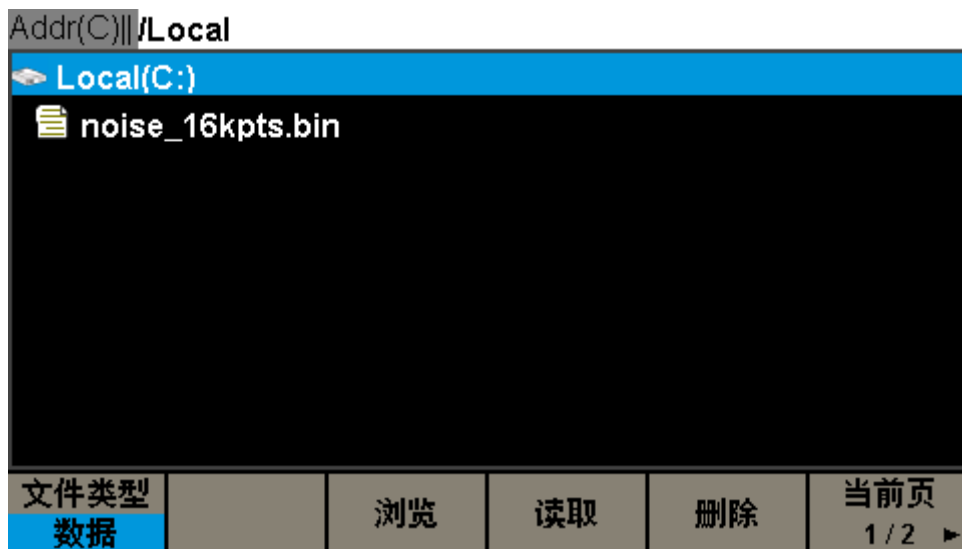 Addr(C)|| /Local
Local(C:)
noise_16kpts.bin
文件类型
数据
浏览
读取
删除
当前页
1/2